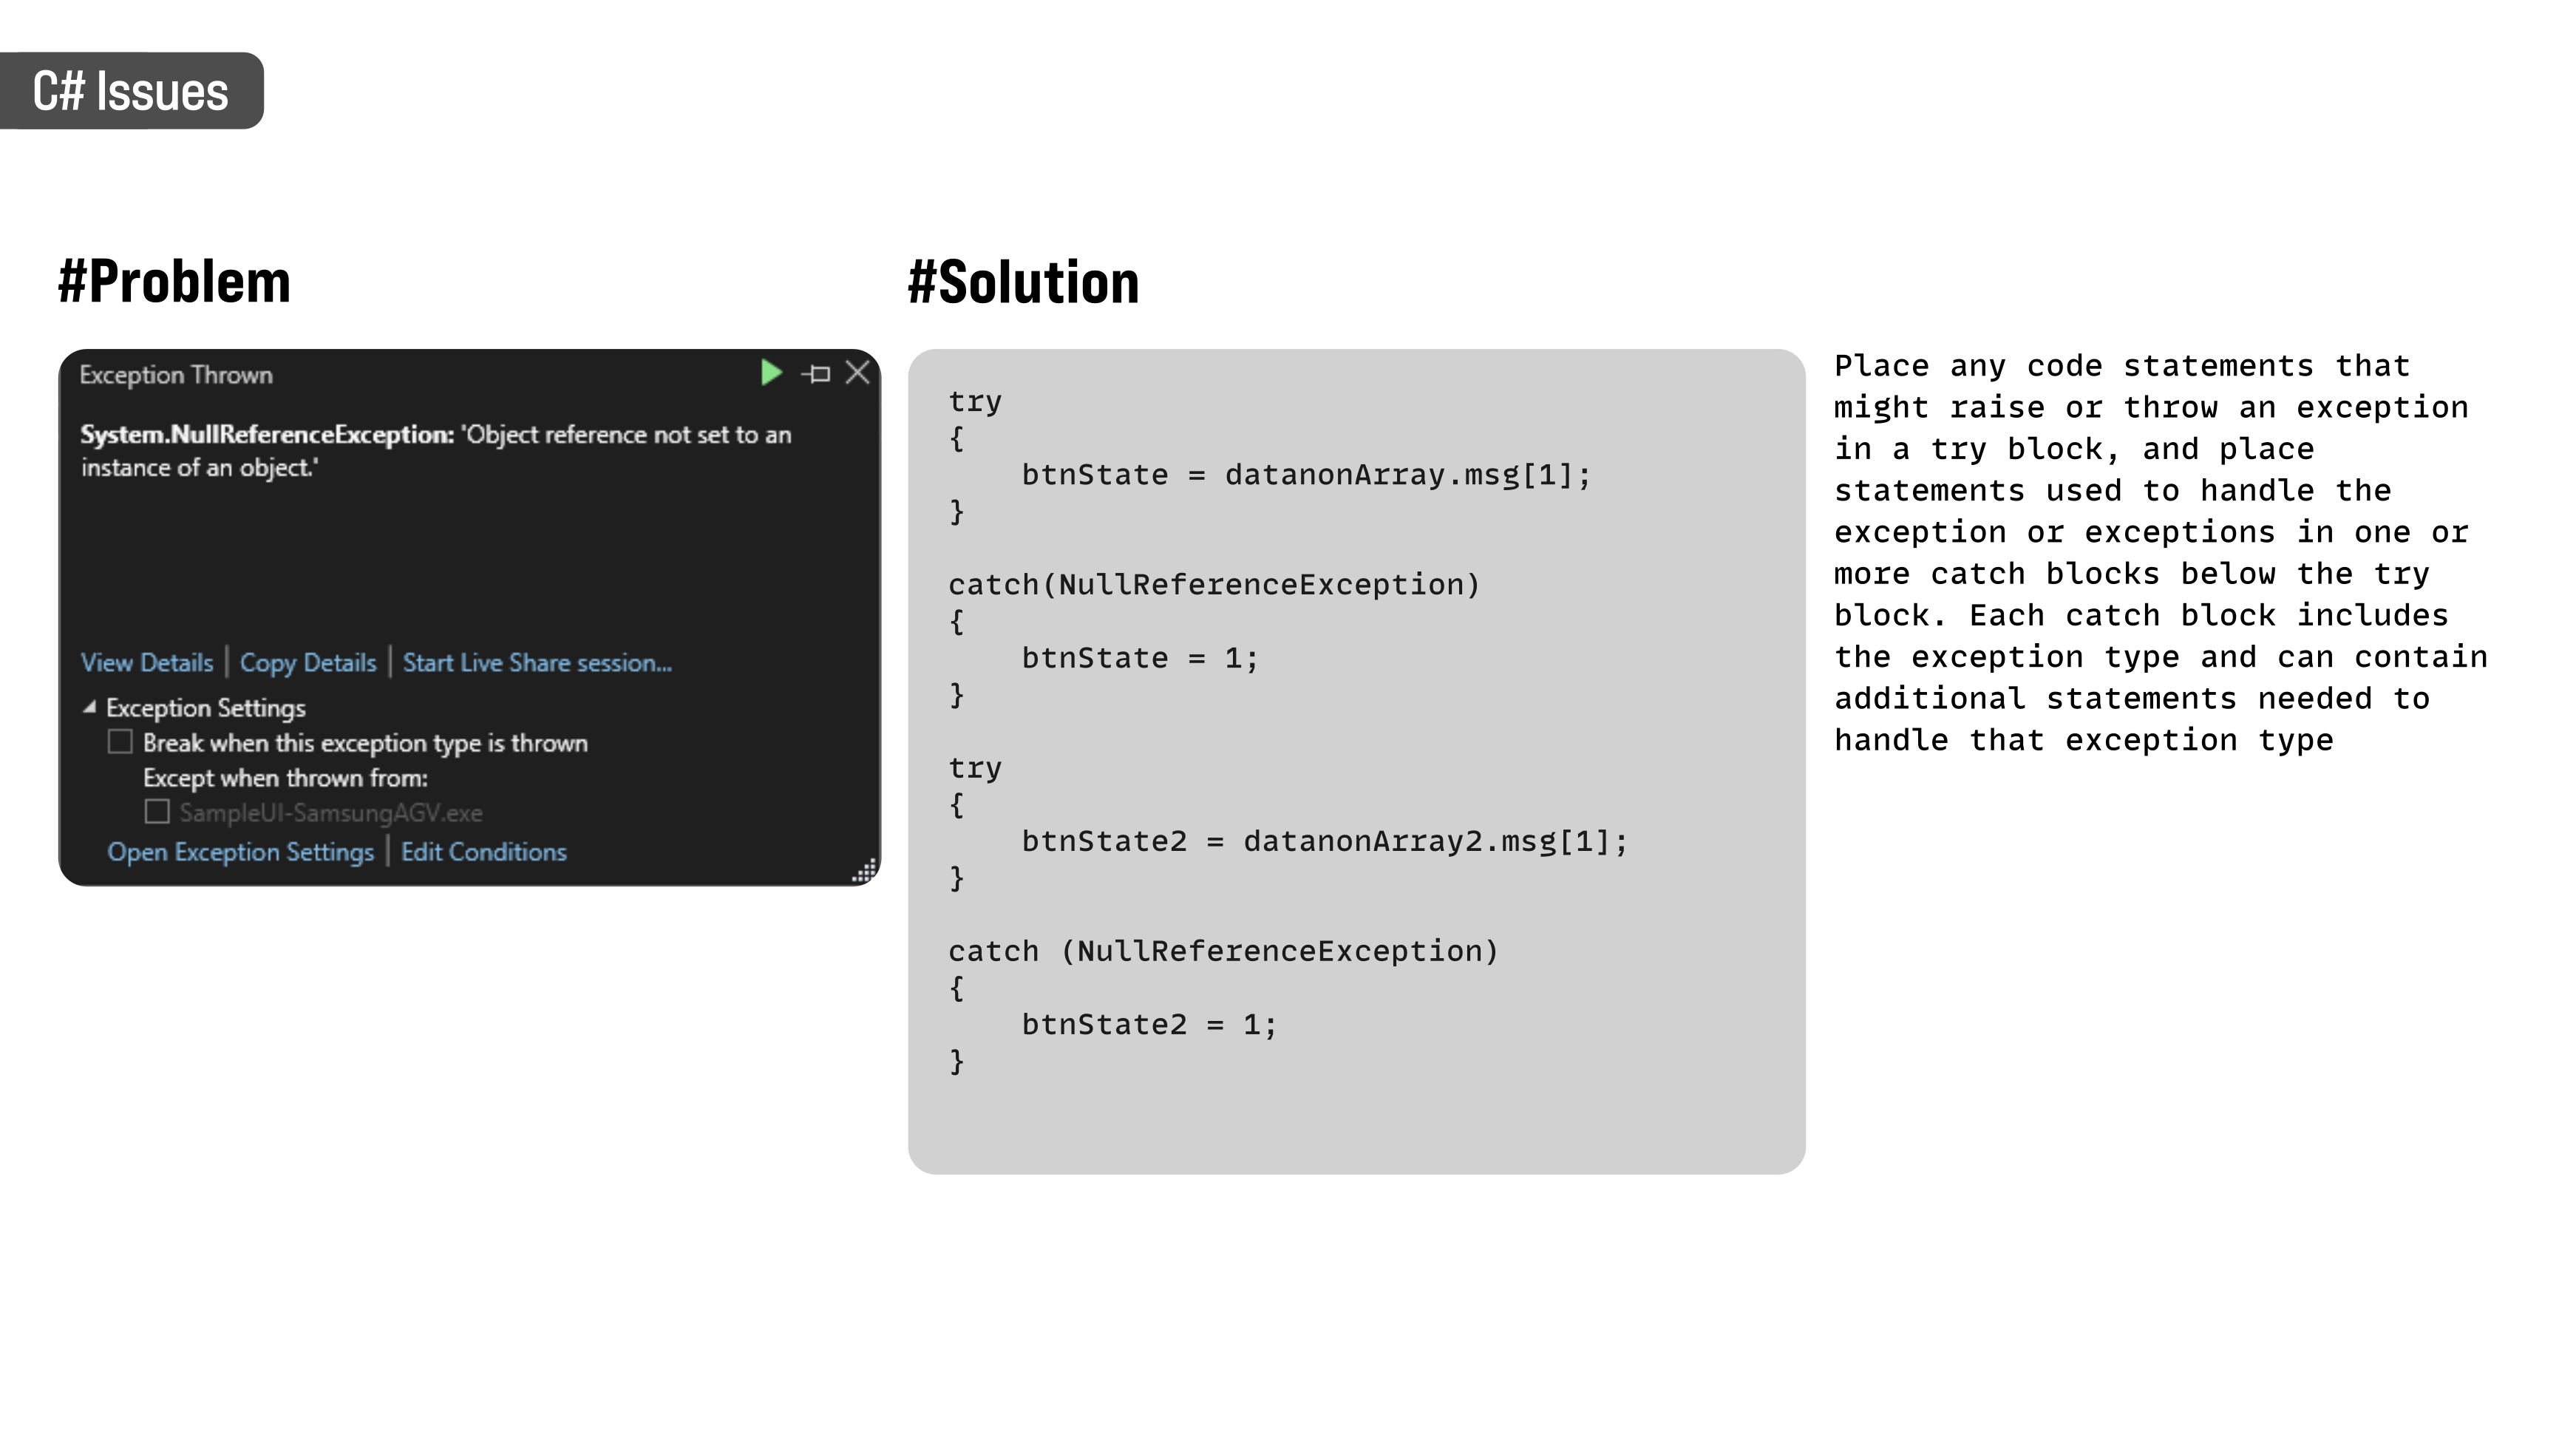 C# Issues
#Problem
Exception Thrown
System.NullReferenceException: 'Object reference not set to an
instance of an object.'
View Details | Copy Details | Start Live Share session...
Exception Settings
Break when this exception type is thrown
Except when thrown from:
SampleUI-SamsungAGV.exe
Open Exception Settings | Edit Conditions
#Solution
try
{
    btnState = datanonArray.msg[1];
}
catch(NullReferenceException)
{
    btnState = 1;
}
try
{
    btnState2 = datanonArray2.msg[1];
}
catch (NullReferenceException)
{
    btnState2 = 1;
}
Place any code statements that
might raise or throw an exception
in a try block, and place
statements used to handle the
exception or exceptions in one or
more catch blocks below the try
block. Each catch block includes
the exception type and can contain
additional statements needed to
handle that exception type